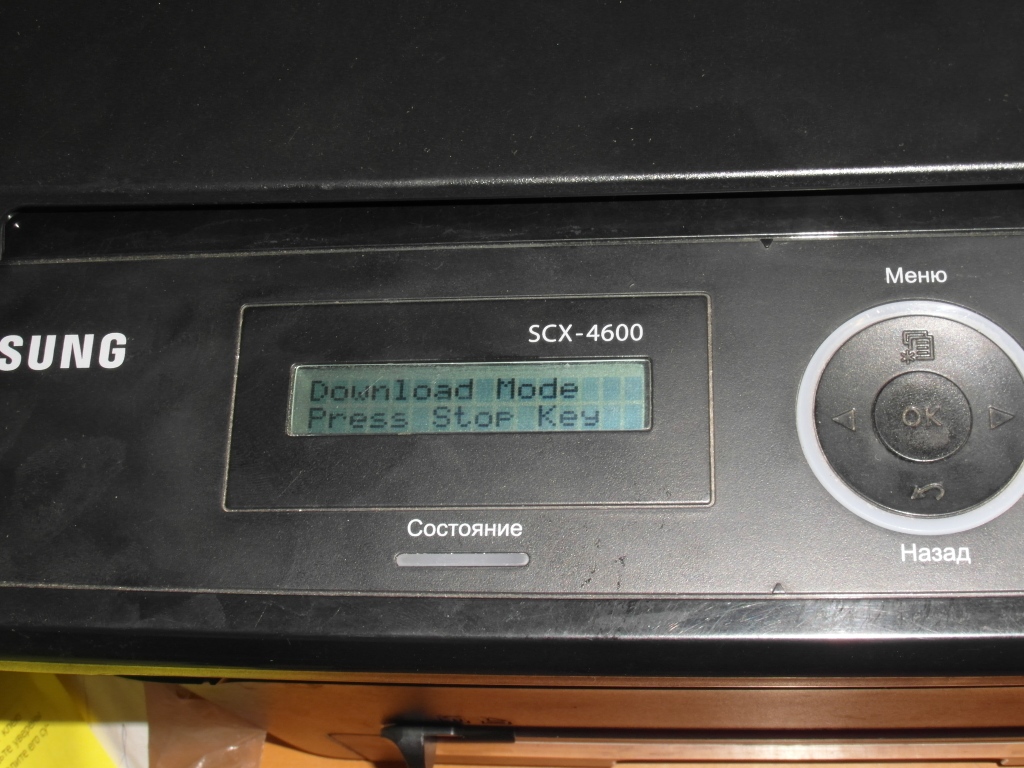 Меню
SUNG
SCX-4600
Download Mode
Press Stop Key
OK
Состояние
Назад